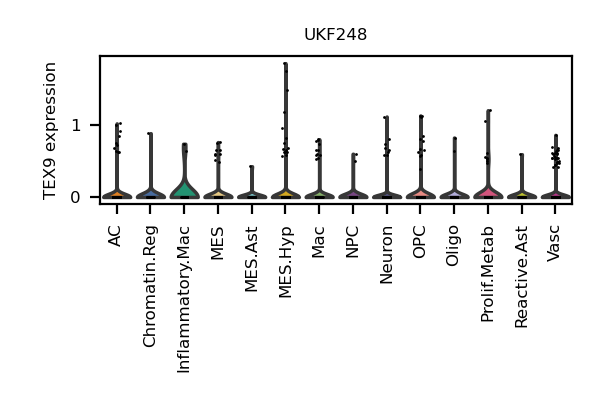 UKF248
TEX9 expression
1
0
AC
Chromatin.Reg
Inflammatory.Mac
MES
MES.Ast
MES.Hyp
Mac
NPC
Neuron
OPC
Oligo
Prolif.Metab
Reactive.Ast
Vasc